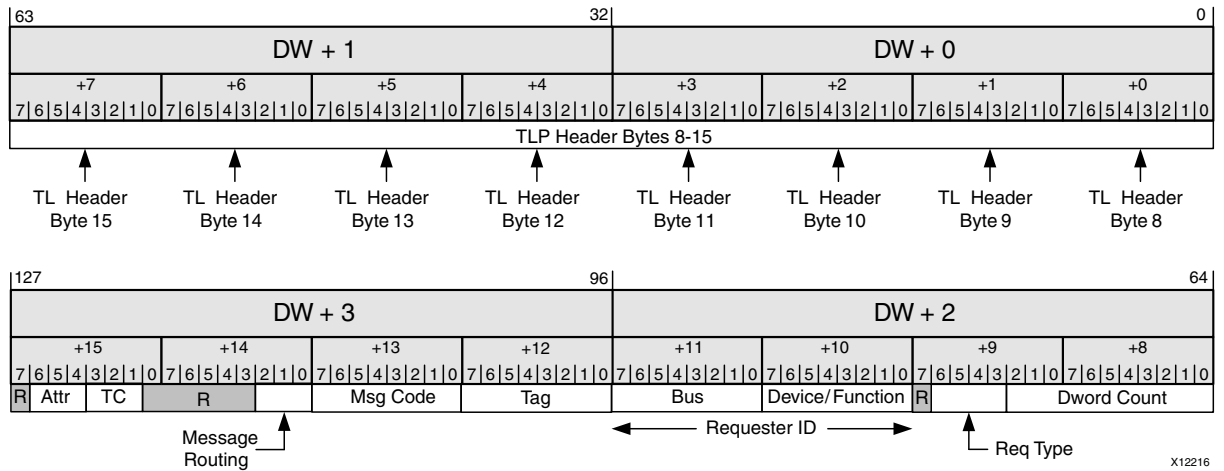 63 32 0
DW + 1 DW + 0
+7 +6 +5 +4 +3 +2 +1 +0
7|6|5|4|3|2|1|0 7|6|5|4|3|2|1|0 7|6|5|4|3|2|1|0 7|6|5|4|3|2|1|0 7|6|5|4|3|2|1|0 7|6|5|4|3|2|1|0 7|6|5|4|3|2|1|0 7|6|5|4|3|2|1|0
TLP Header Bytes 8-15
TL Header TL Header TL Header TL Header TL Header TL Header TL Header TL Header
Byte 15 Byte 14 Byte 13 Byte 12 Byte 11 Byte 10 Byte 9 Byte 8
127 96 64
DW + 3 DW + 2
+15 +14 +13 +12 +11 +10 +9 +8
7|6|5|4|3|2|1|0 7|6|5|4|3|2|1|0 7|6|5|4|3|2|1|0 7|6|5|4|3|2|1|0 7|6|5|4|3|2|1|0 7|6|5|4|3|2|1|0 7|6|5|4|3|2|1|0 7|6|5|4|3|2|1|0
R Attr TC R Msg Code Tag Bus Device/Function R Dword Count
Message Routing Requester ID Req Type
X12216